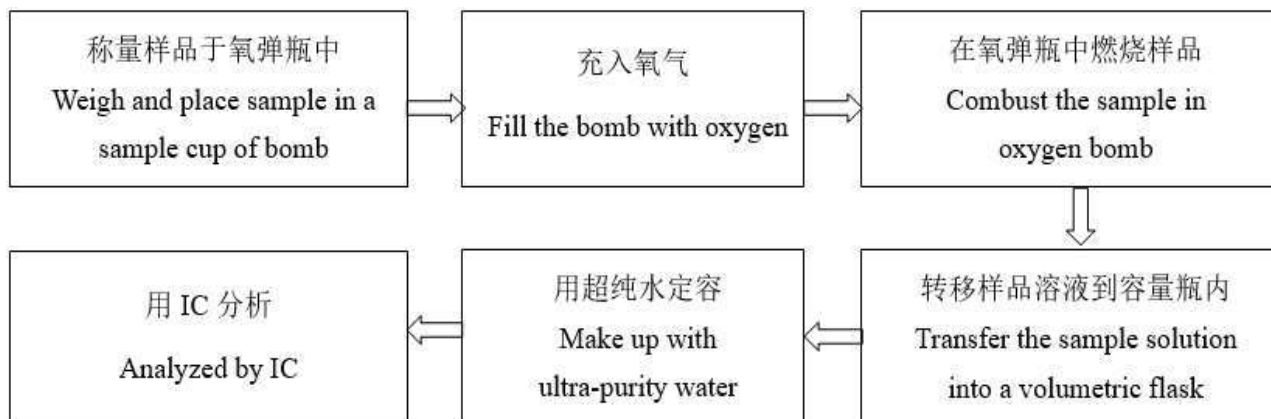 称量样品于氧弹瓶中
Weigh and place sample in a
sample cup of bomb
充入氧气
Fill the bomb with oxygen
在氧弹瓶中燃烧样品
Combust the sample in
oxygen bomb
转移样品溶液到容量瓶内
Transfer the sample solution
into a volumetric flask
用超纯水定容
Make up with
ultra-purity water
用 IC 分析
Analyzed by IC